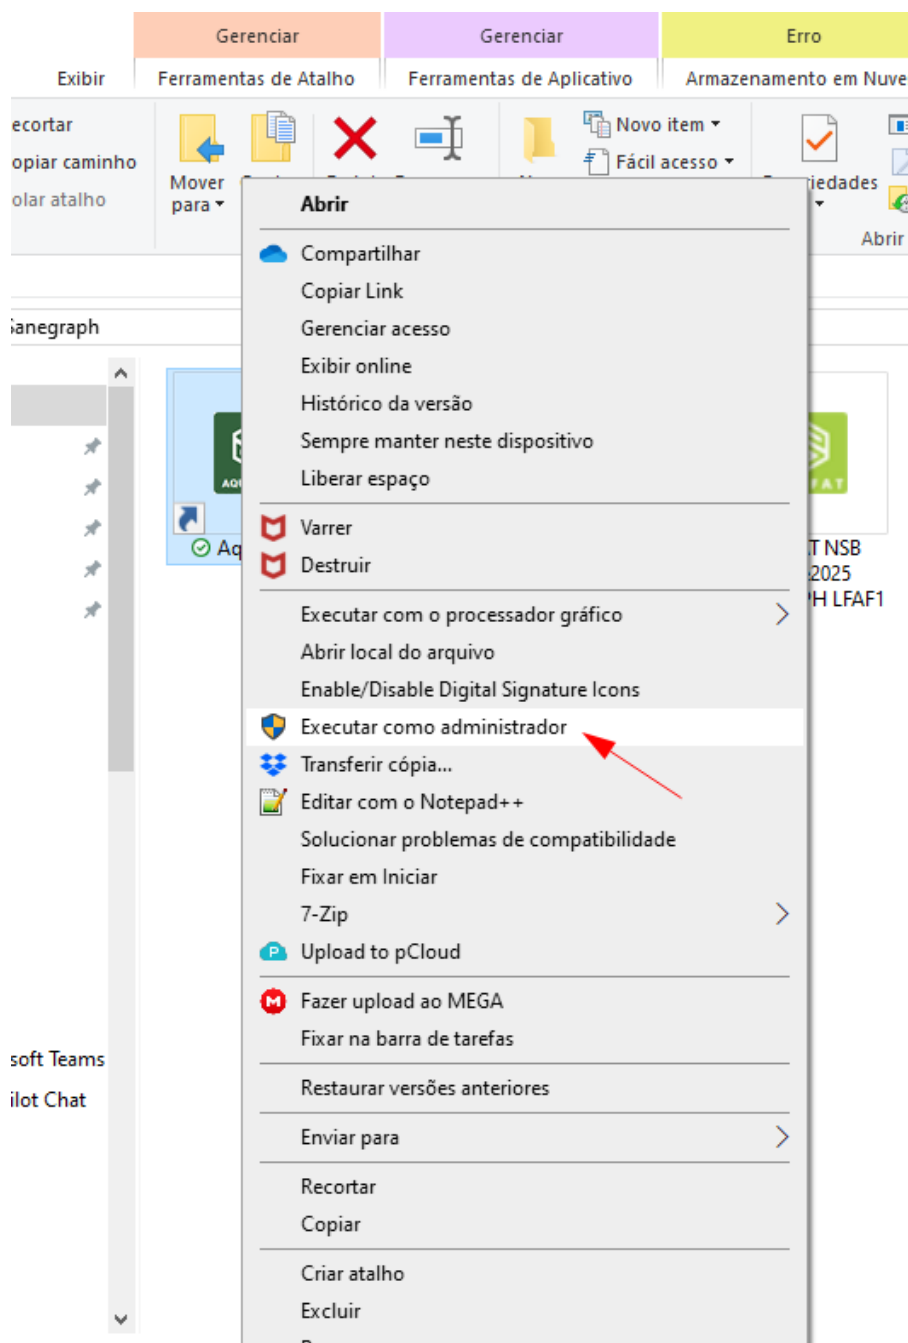 Gerenciar
Gerenciar
Erro
Exibir
Ferramentas de Atalho
Ferramentas de Aplicativo
Armazenamento em Nuve
ecortar
opiar caminho
olar atalho
Mover
para
Novo item
Fácil acesso
iedades
Abrir
Sanegraph
Abrir
Compartilhar
Copiar Link
Gerenciar acesso
Exibir online
Histórico da versão
Sempre manter neste dispositivo
Liberar espaço
Varrer
Destruir
Executar com o processador gráfico
Abrir local do arquivo
Enable/Disable Digital Signature Icons
Executar como administrador
Transferir cópia...
Editar com o Notepad++
Solucionar problemas de compatibilidade
Fixar em Iniciar
7-Zip
Upload to pCloud
Fazer upload ao MEGA
Fixar na barra de tarefas
Restaurar versões anteriores
Enviar para
Recortar
Copiar
Criar atalho
Excluir
AQ
Aq
FAT
T NSB
2025
H LFAF1
soft Teams
ilot Chat